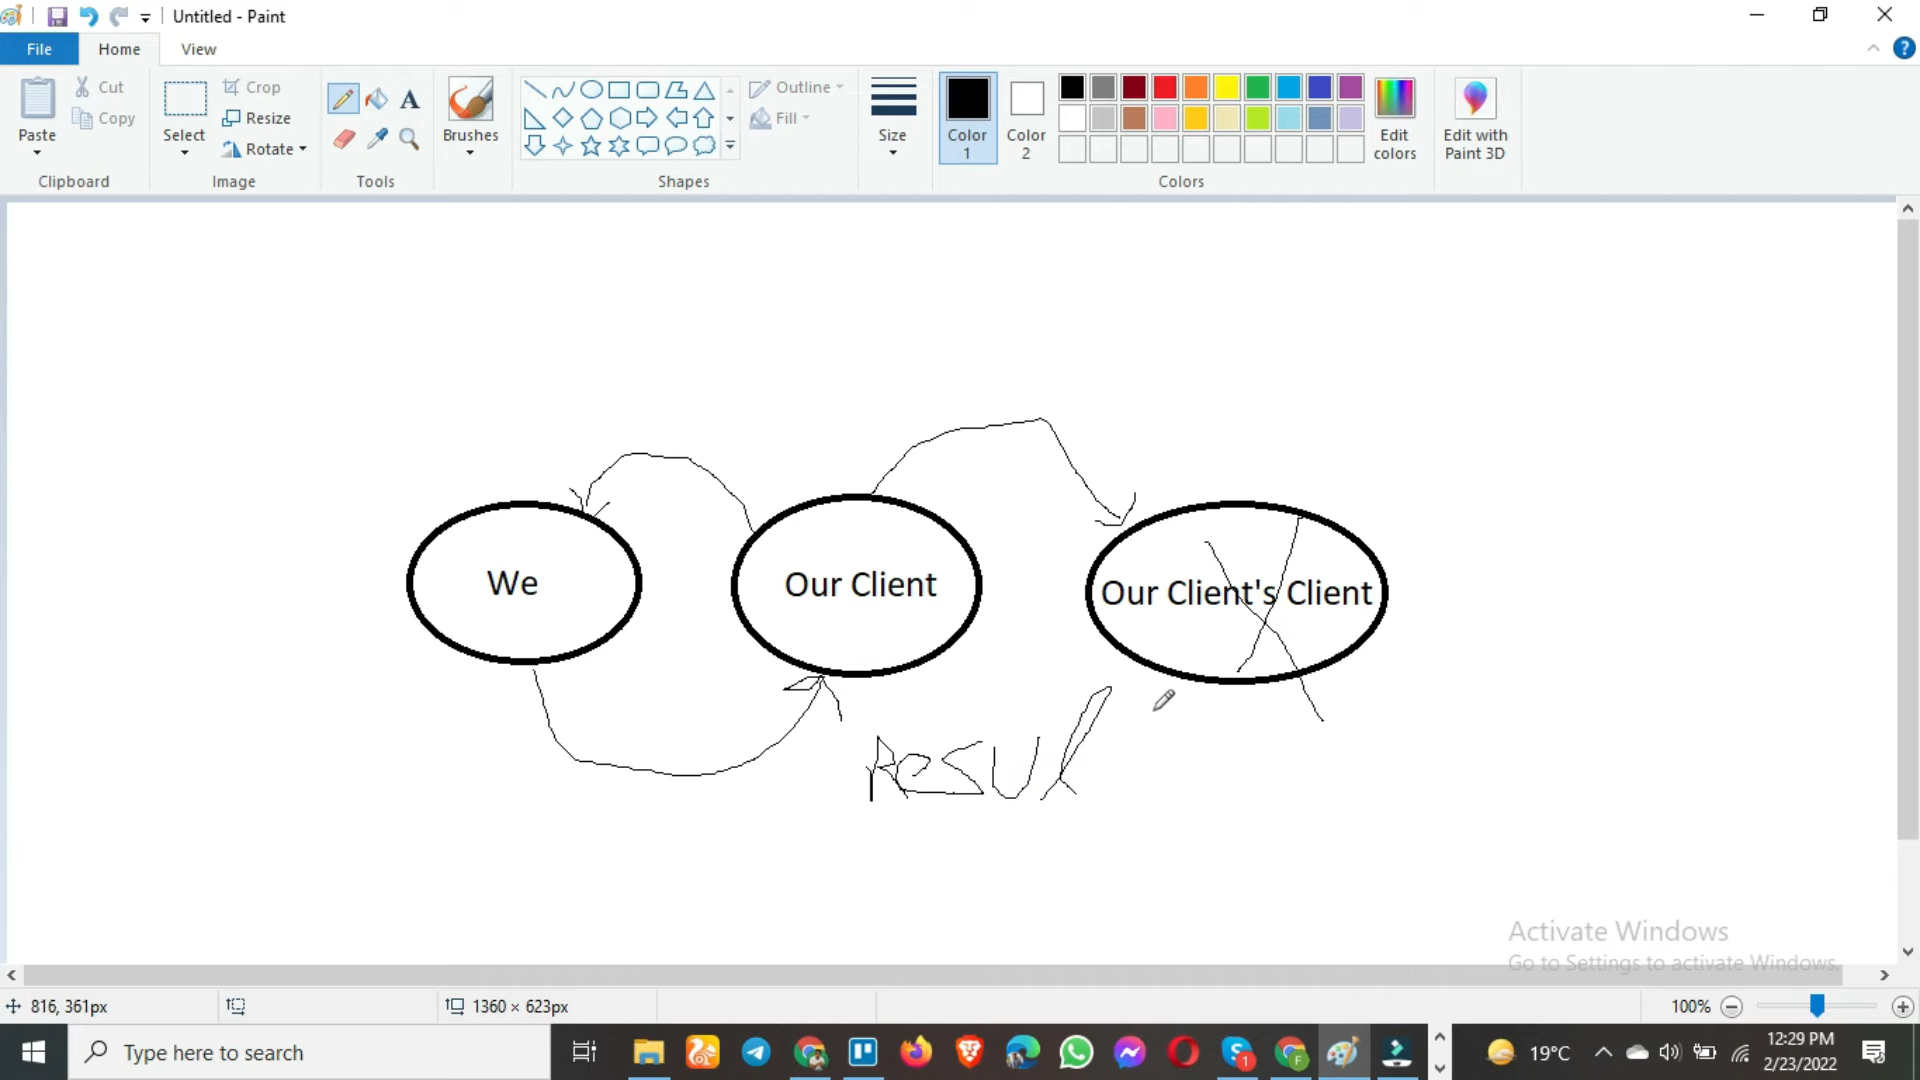 Untitled - Paint
File Home View
Paste
Cut
Copy
Clipboard
Select
Crop
Resize
Rotate
Image
A
Tools
Brushes
Shapes
Outline
Fill
Size
Color 1
Color 2
Edit colors
Colors
Edit with Paint 3D
?
We
Our Client
Our Client's Client
Activate Windows
Go to Settings to activate Windows.
816, 361px
1360 × 623px
100%
Type here to search
1
F
19°C
12:29 PM
2/23/2022